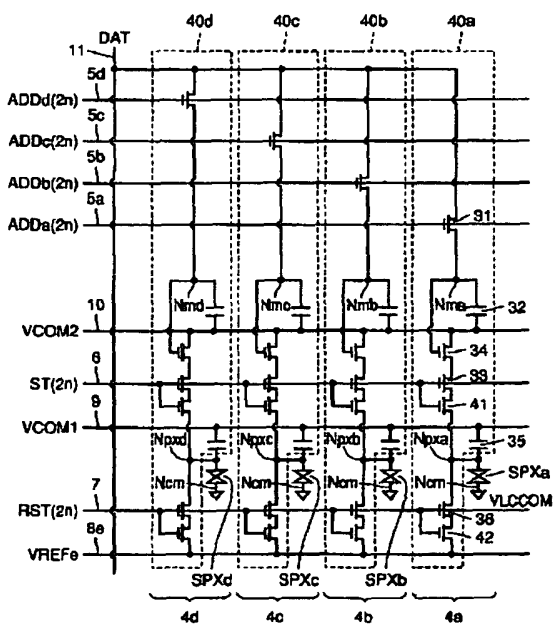 40d 40c 40b 40a
DAT
11
5d
ADDd(2n)
5c
ADDc(2n)
5b
ADDb(2n)
5a
ADDa(2n)
31
Nmd Nmc Nmb Nma
32
10
VCOM2
34
6
ST(2n)
33
9
41
VCOM1
Npxd Npxc Npxb Npxa
35
SPXa
Ncm Ncm Ncm Ncm
7
VLCCOM
RST(2n)
36
8e
42
VREFe
SPXd SPXc SPXb
4d 4c 4b 4a